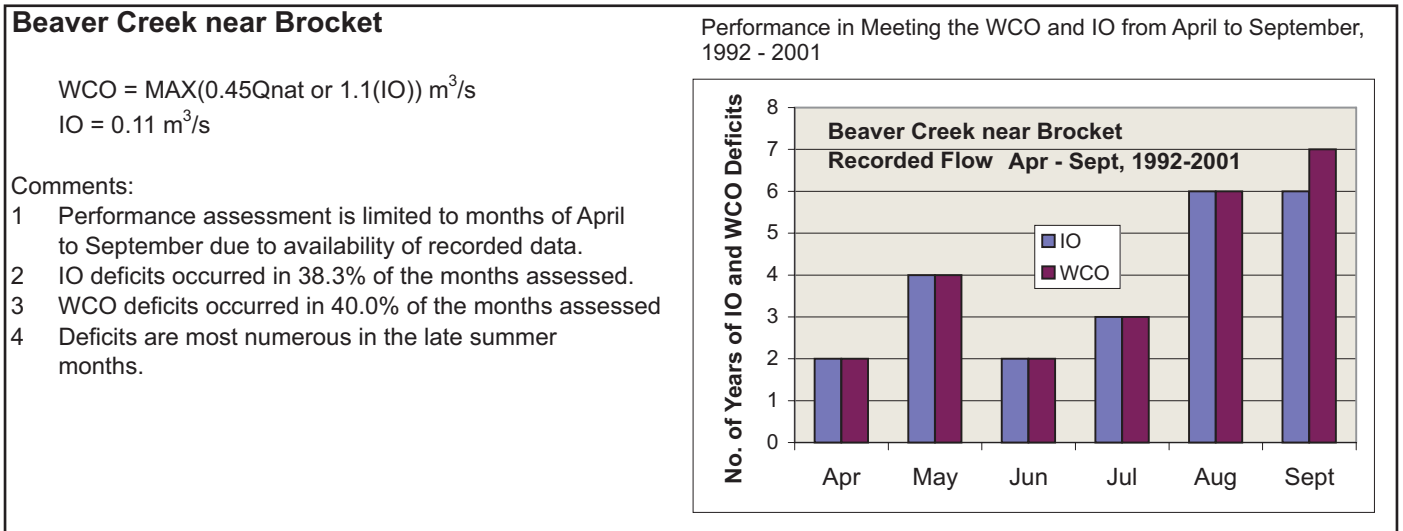 Beaver Creek near Brocket
WCO = MAX(0.45Qnat or 1.1(IO)) m³/s
IO = 0.11 m³/s
Comments:
1 Performance assessment is limited to months of April
to September due to availability of recorded data.
2 IO deficits occurred in 38.3% of the months assessed.
3 WCO deficits occurred in 40.0% of the months assessed
4 Deficits are most numerous in the late summer
months.
Performance in Meeting the WCO and IO from April to September,
1992 - 2001
No. of Years of IO and WCO Deficits
8
7
6
5
4
3
2
1
0
Beaver Creek near Brocket
Recorded Flow Apr - Sept, 1992-2001
IO
WCO
Apr May Jun Jul Aug Sept